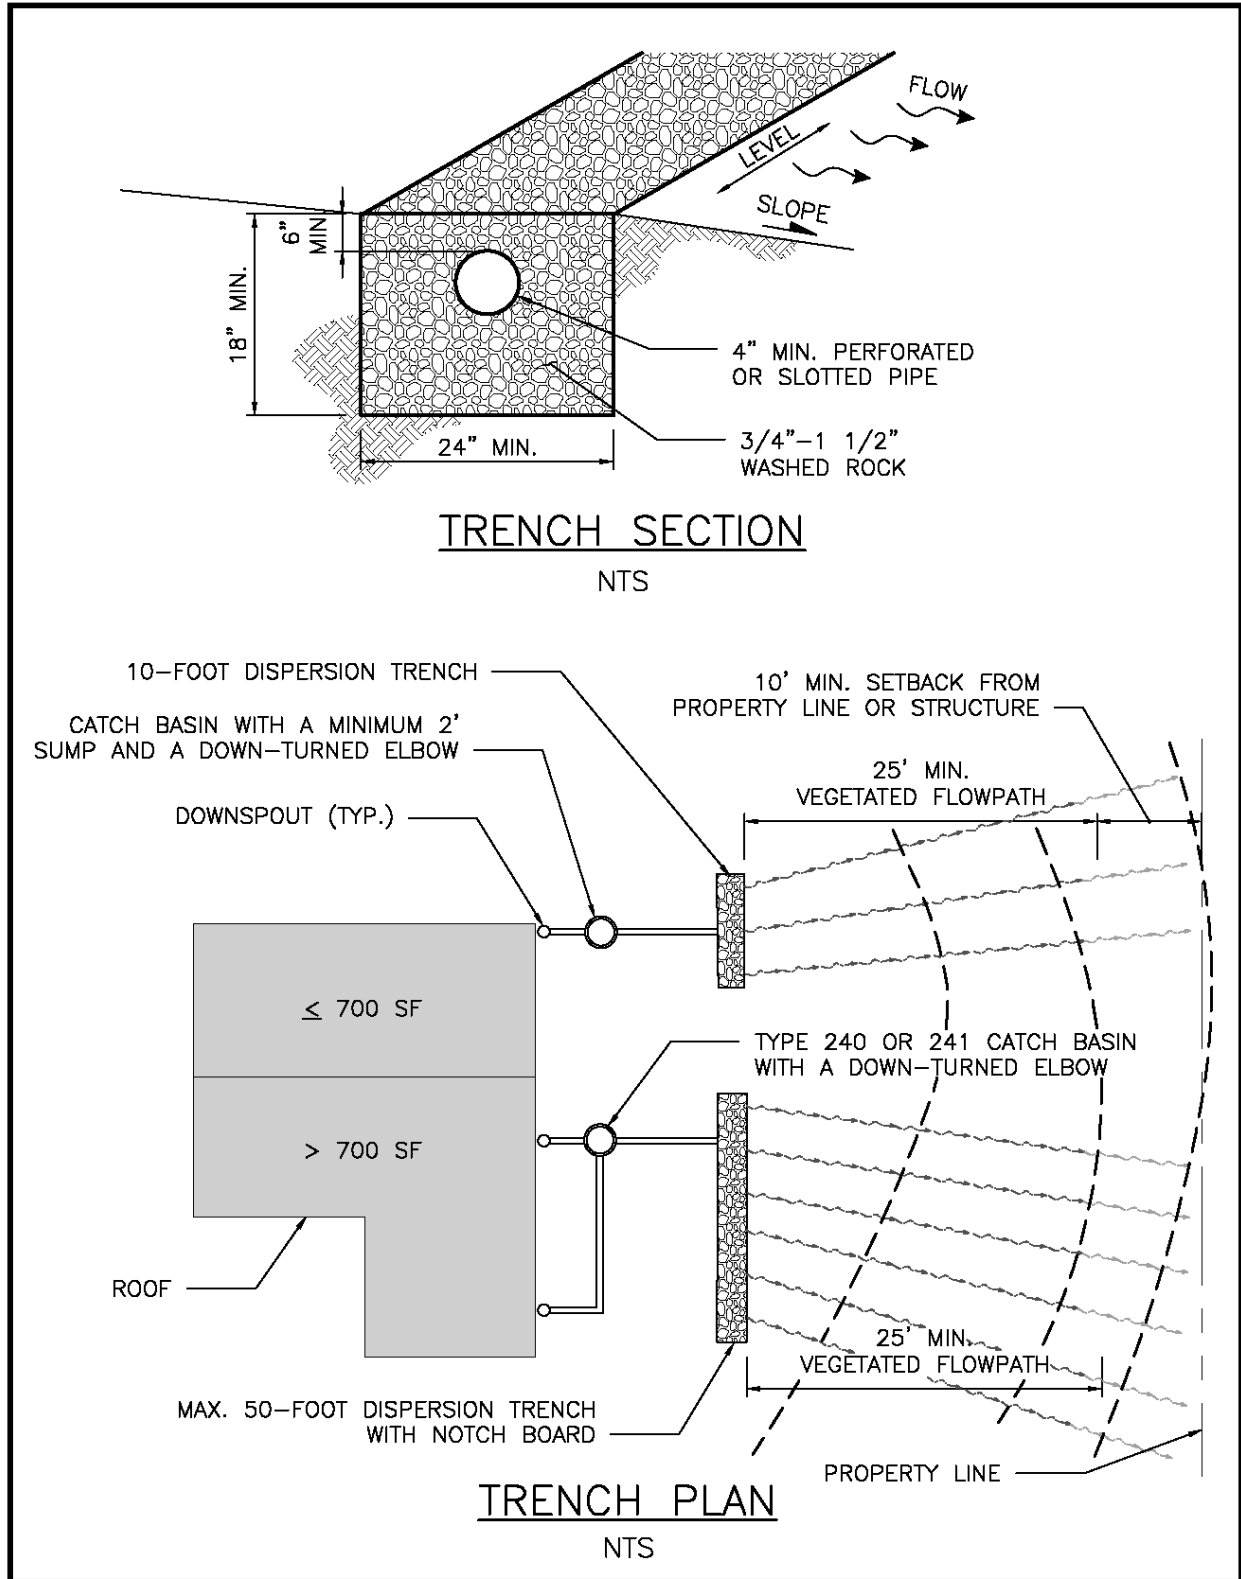 FLOW
LEVEL
SLOPE
6"
MIN
18" MIN.
24" MIN.
4" MIN. PERFORATED
OR SLOTTED PIPE
3/4"-1 1/2"
WASHED ROCK
TRENCH SECTION
NTS
10-FOOT DISPERSION TRENCH
10' MIN. SETBACK FROM
PROPERTY LINE OR STRUCTURE
CATCH BASIN WITH A MINIMUM 2'
SUMP AND A DOWN-TURNED ELBOW
25' MIN.
VEGETATED FLOWPATH
DOWNSPOUT (TYP.)
≤ 700 SF
TYPE 240 OR 241 CATCH BASIN
WITH A DOWN-TURNED ELBOW
> 700 SF
ROOF
25' MIN.
VEGETATED FLOWPATH
MAX. 50-FOOT DISPERSION TRENCH
WITH NOTCH BOARD
PROPERTY LINE
TRENCH PLAN
NTS